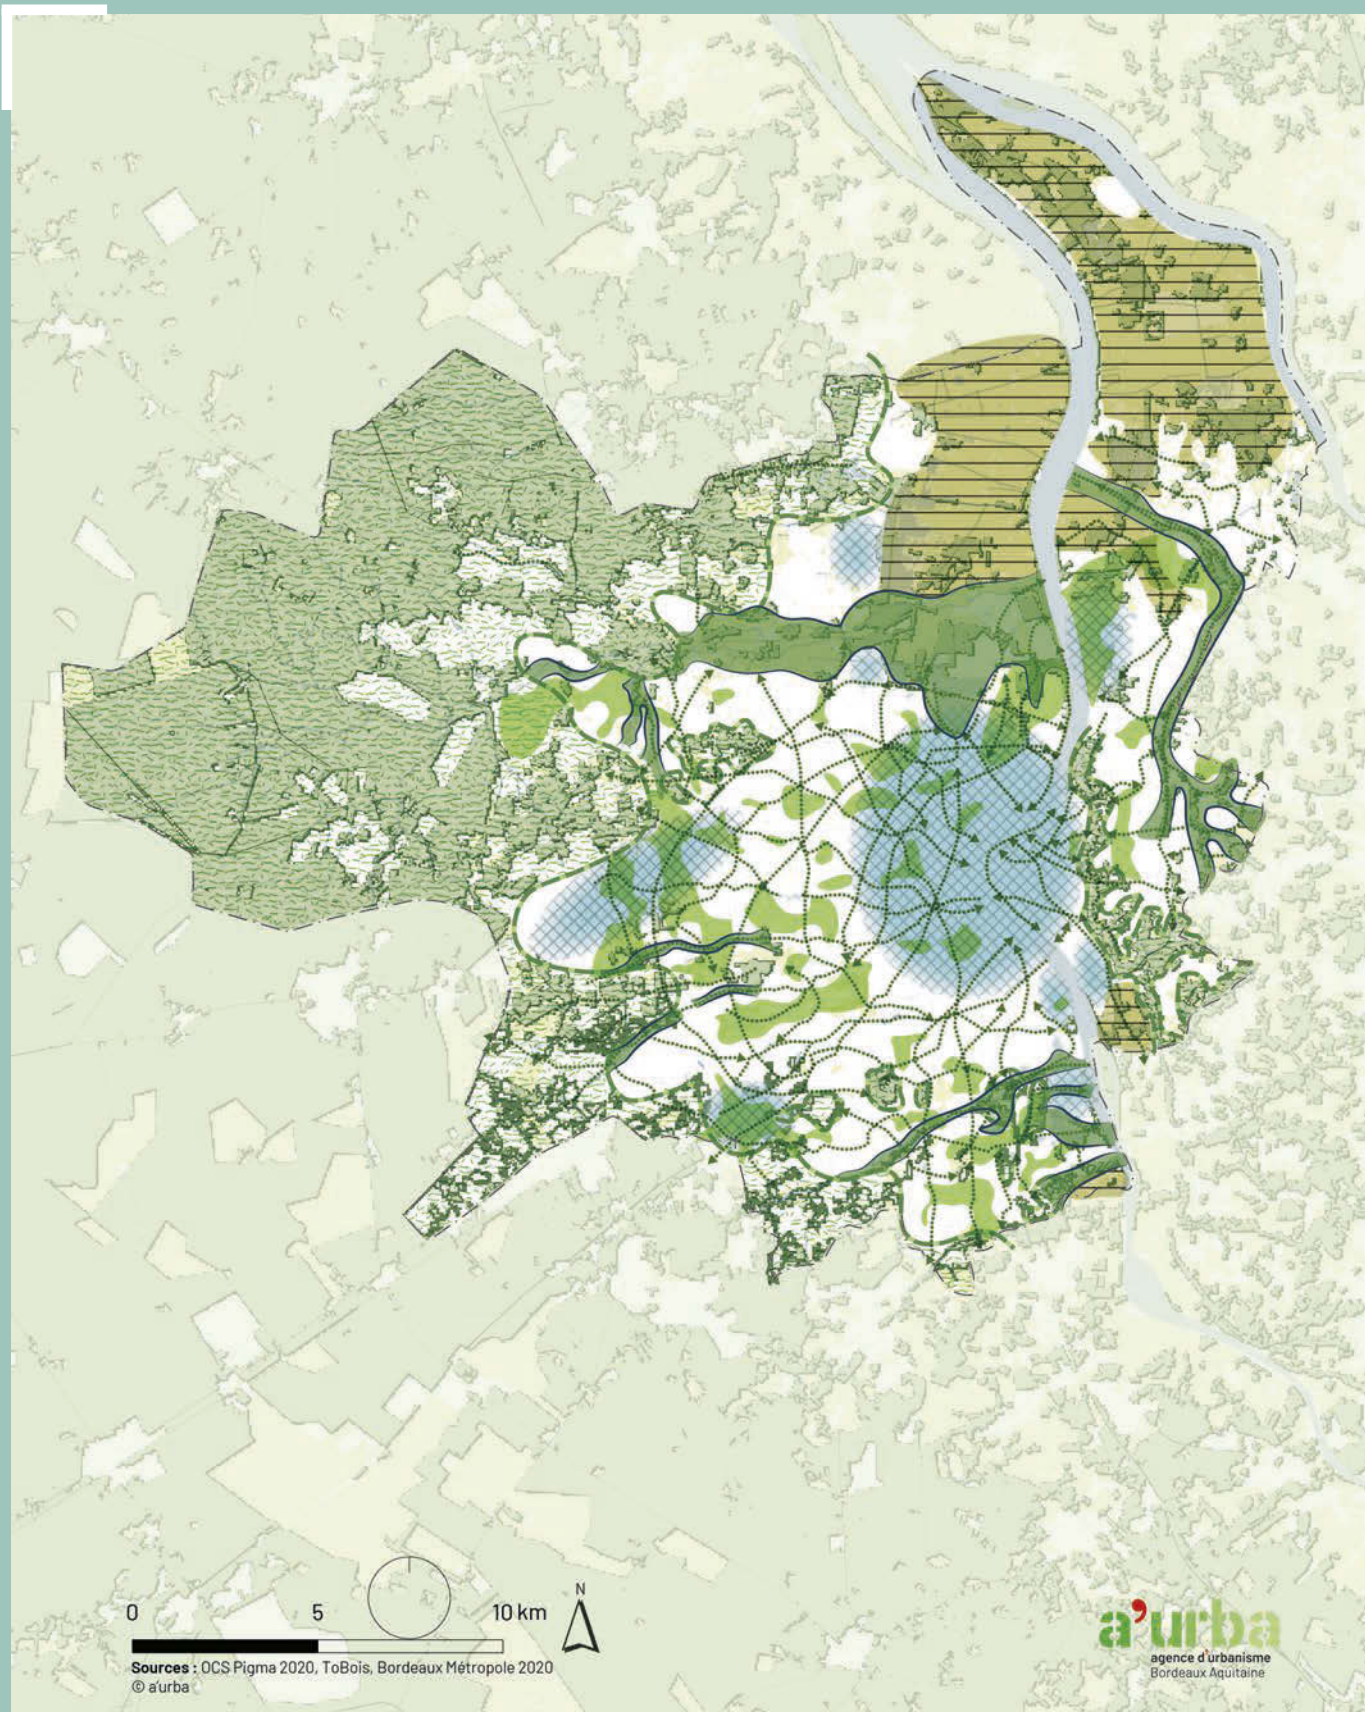 0 5 10 km
N
Sources : OCS Pigma 2020, ToBois, Bordeaux Métropole 2020
© a'urba
a'urba
agence d'urbanisme
Bordeaux Aquitaine